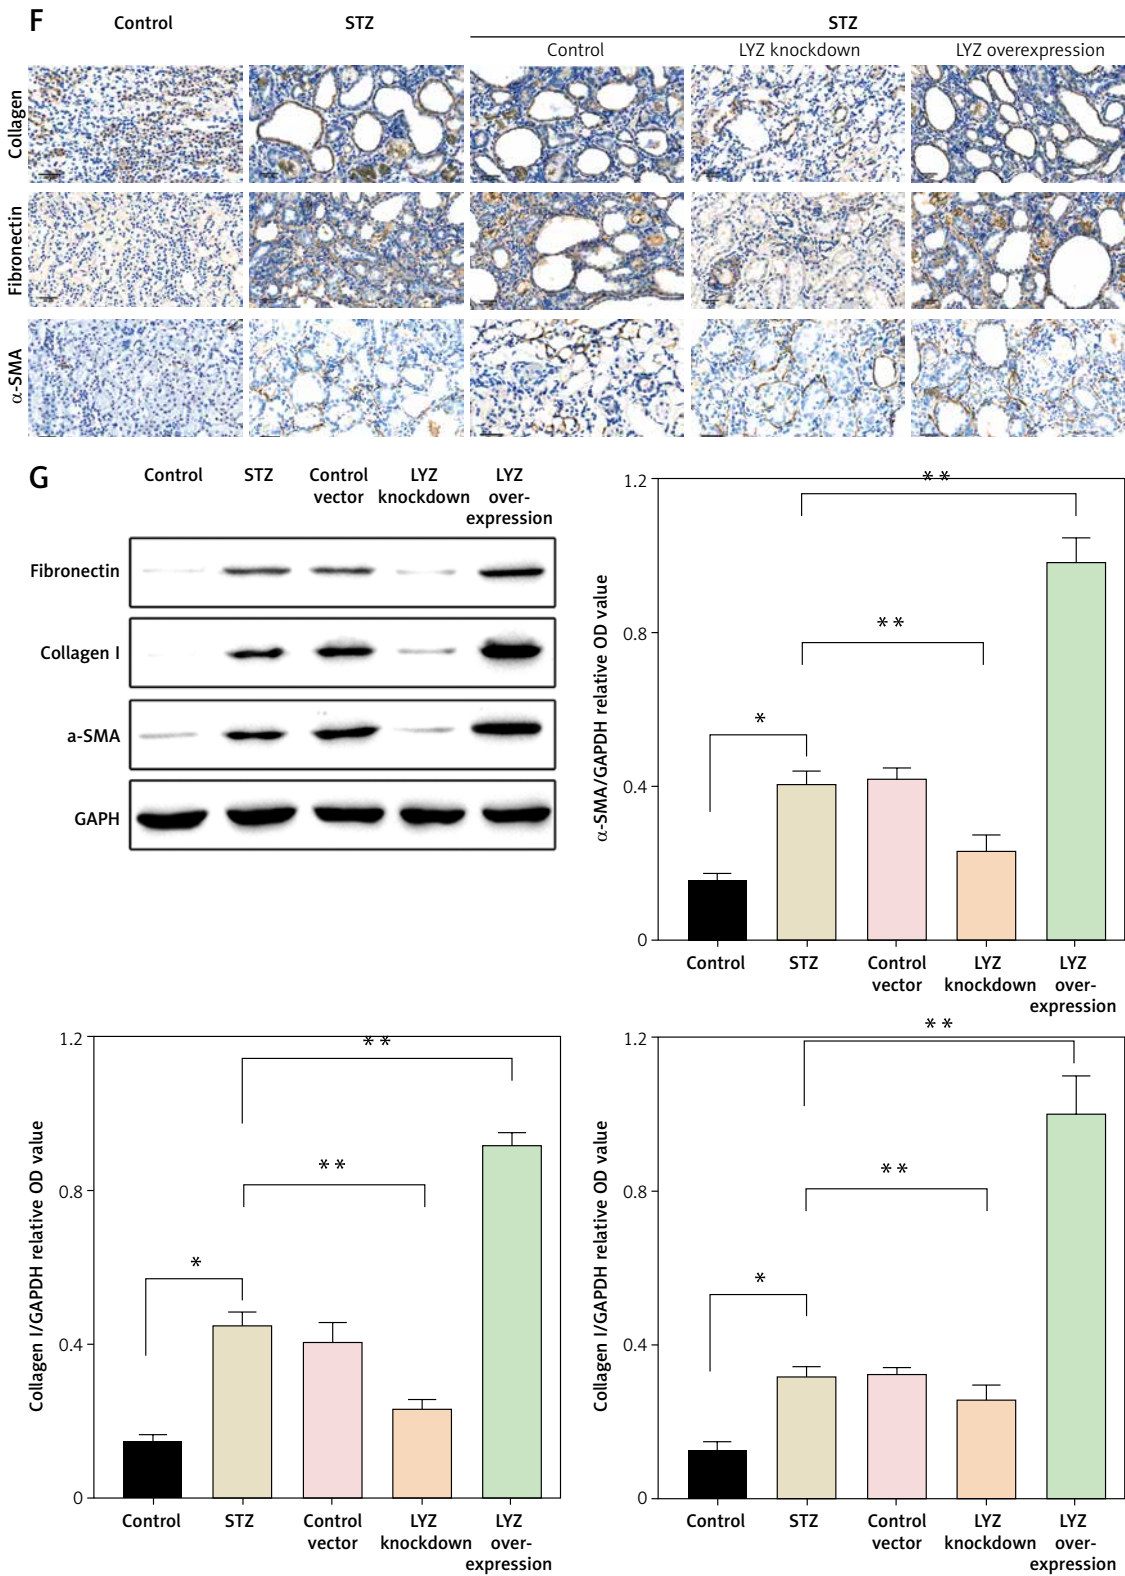 F
Control
STZ
STZ
Control
LYZ knockdown
LYZ overexpression
Collagen
Fibronectin
α-SMA
G
Control
STZ
Control
vector
LYZ
knockdown
LYZ
over-
expression
Fibronectin
Collagen I
a-SMA
GAPH
α-SMA/GAPDH relative OD value
1.2
0.8
0.4
0
**
**
*
Control
STZ
Control
vector
LYZ
knockdown
LYZ
over-
expression
Collagen I/GAPDH relative OD value
1.2
0.8
0.4
0
**
**
*
Control
STZ
Control
vector
LYZ
knockdown
LYZ
over-
expression
Collagen I/GAPDH relative OD value
1.2
0.8
0.4
0
**
**
*
Control
STZ
Control
vector
LYZ
knockdown
LYZ
over-
expression